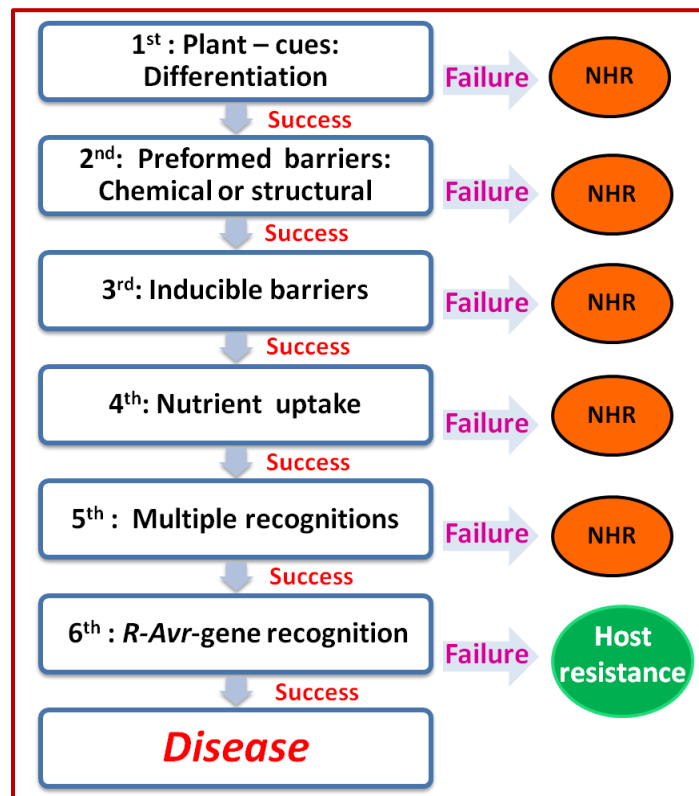 1st : Plant – cues:
Differentiation
Failure
NHR
Success
2nd: Preformed barriers:
Chemical or structural
Failure
NHR
Success
3rd: Inducible barriers
Failure
NHR
Success
4th: Nutrient uptake
Failure
NHR
Success
5th : Multiple recognitions
Failure
NHR
Success
6th : R-Avr-gene recognition
Failure
Host
resistance
Success
Disease